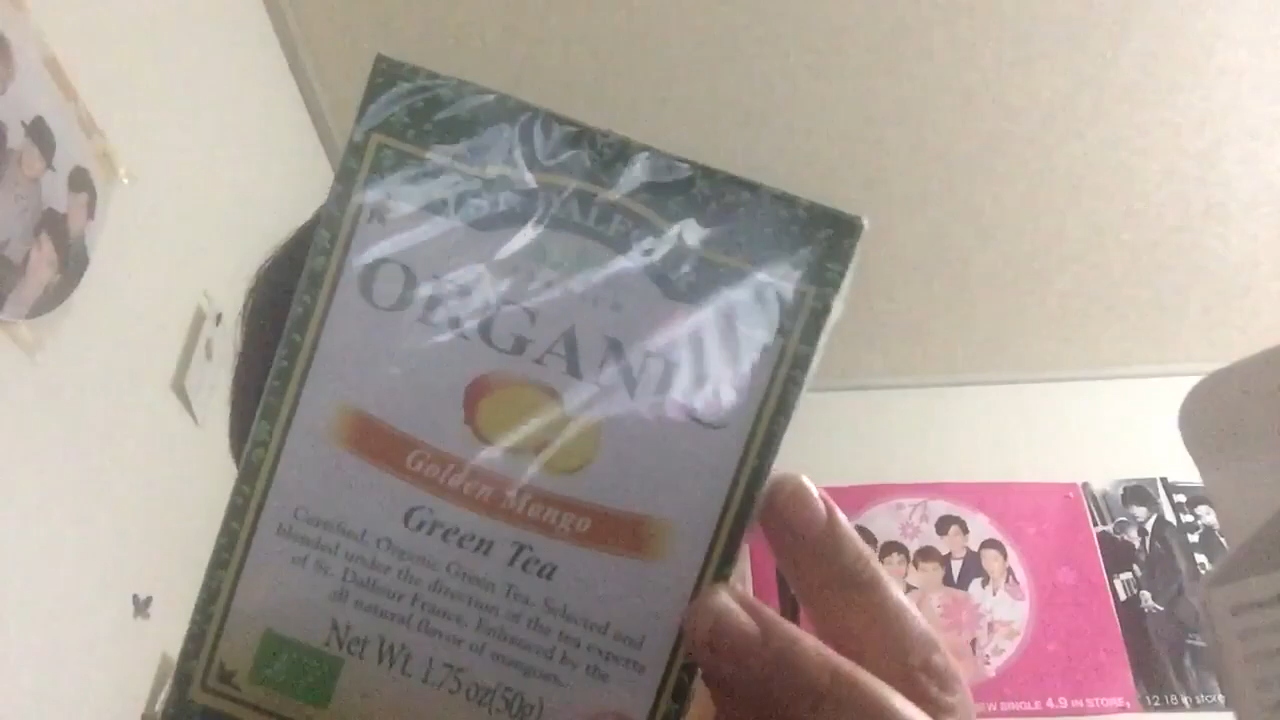 ORGANIC
Golden Mango
Green Tea
Certified, Organic Green Tea. Selected and
blended under the direction of the tea experts
of St. Dalfour France. Enhanced by the
all natural flavor of mangoes.
Net Wt. 1.75 oz(50g)
SINGLE 4.9 IN STORE,
12.18 in store